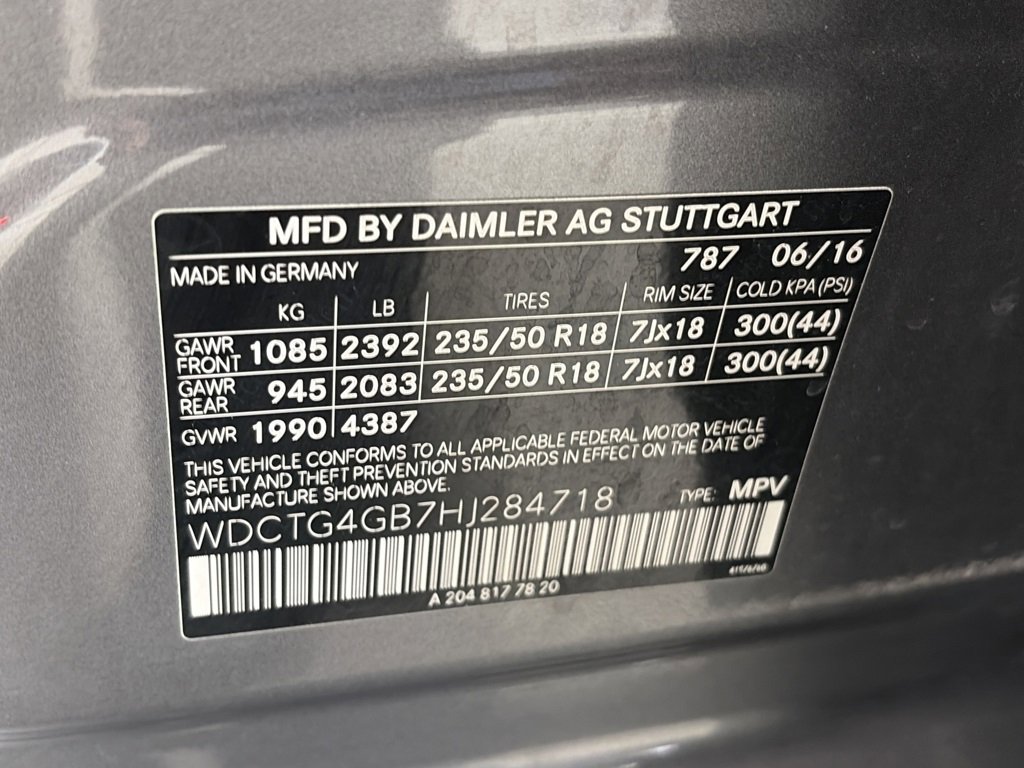 MFD BY DAIMLER AG STUTTGART
MADE IN GERMANY 787 06/16
KG LB TIRES RIM SIZE COLD KPA (PSI)
GAWR FRONT 1085 2392 235/50 R18 7Jx18 300(44)
GAWR REAR 945 2083 235/50 R18 7Jx18 300(44)
GVWR 1990 4387
THIS VEHICLE CONFORMS TO ALL APPLICABLE FEDERAL MOTOR VEHICLE
SAFETY AND THEFT PREVENTION STANDARDS IN EFFECT ON THE DATE OF
MANUFACTURE SHOWN ABOVE.
WDCTG4GB7HJ284718 TYPE: MPV
A 204 817 78 20